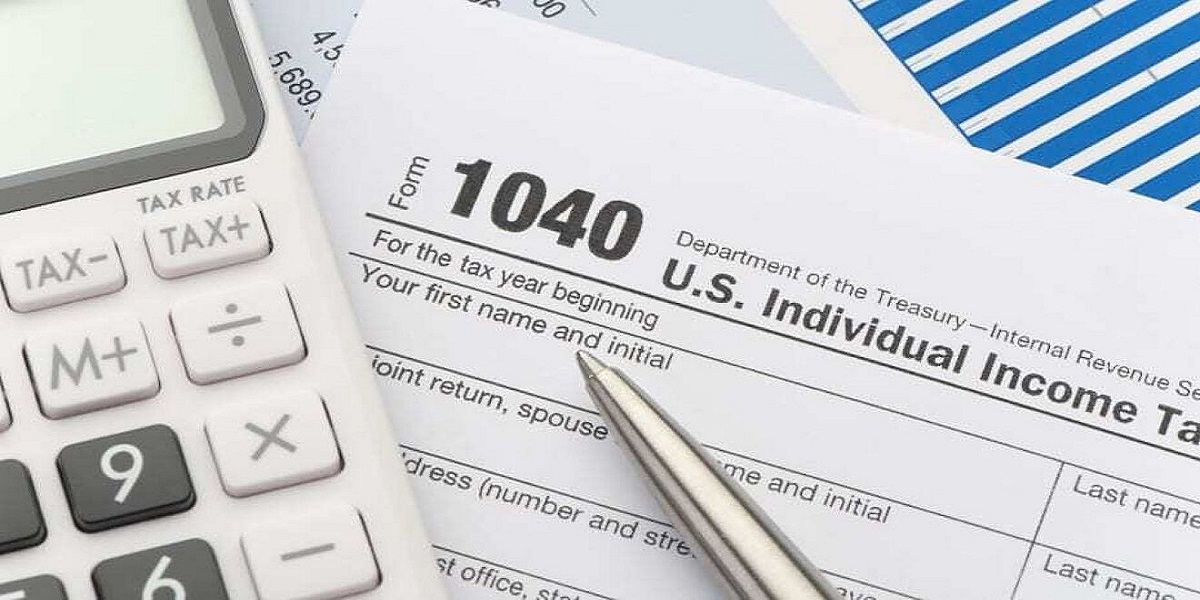 00
4,5
5,689.
TAX RATE
TAX-
TAX+
M+
÷
9
×
6
−
Form 1040
Department of the Treasury—Internal Revenue Se
U.S. Individual Income Ta
For the tax year beginning
Your first name and initial
Last name
joint return, spouse me and initial
Last name
dress (number and stre
st office, stat